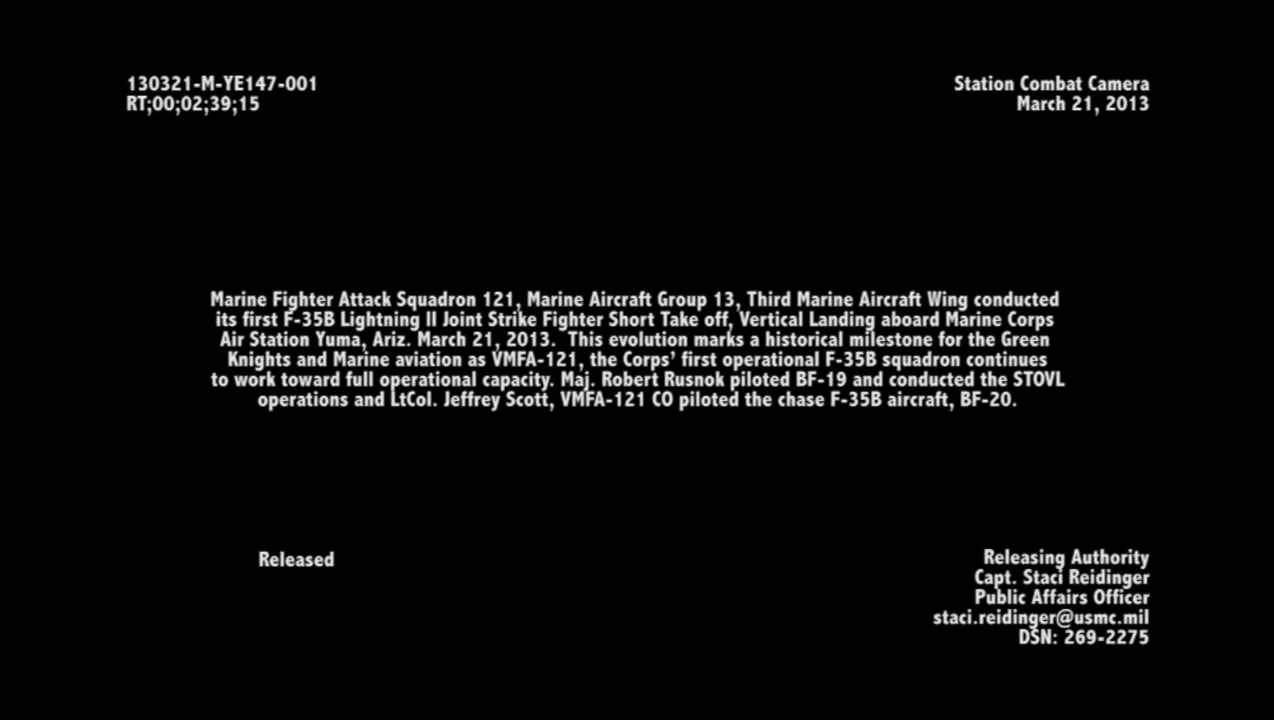 130321-M-YE147-001
RT;00;02;39;15
Station Combat Camera
March 21, 2013
Marine Fighter Attack Squadron 121, Marine Aircraft Group 13, Third Marine Aircraft Wing conducted
its first F-35B Lightning II Joint Strike Fighter Short Take off, Vertical Landing aboard Marine Corps
Air Station Yuma, Ariz. March 21, 2013. This evolution marks a historical milestone for the Green
Knights and Marine aviation as VMFA-121, the Corps' first operational F-35B squadron continues
to work toward full operational capacity. Maj. Robert Rusnok piloted BF-19 and conducted the STOVL
operations and LtCol. Jeffrey Scott, VMFA-121 CO piloted the chase F-35B aircraft, BF-20.
Released
Releasing Authority
Capt. Staci Reidinger
Public Affairs Officer
staci.reidinger@usmc.mil
DSN: 269-2275